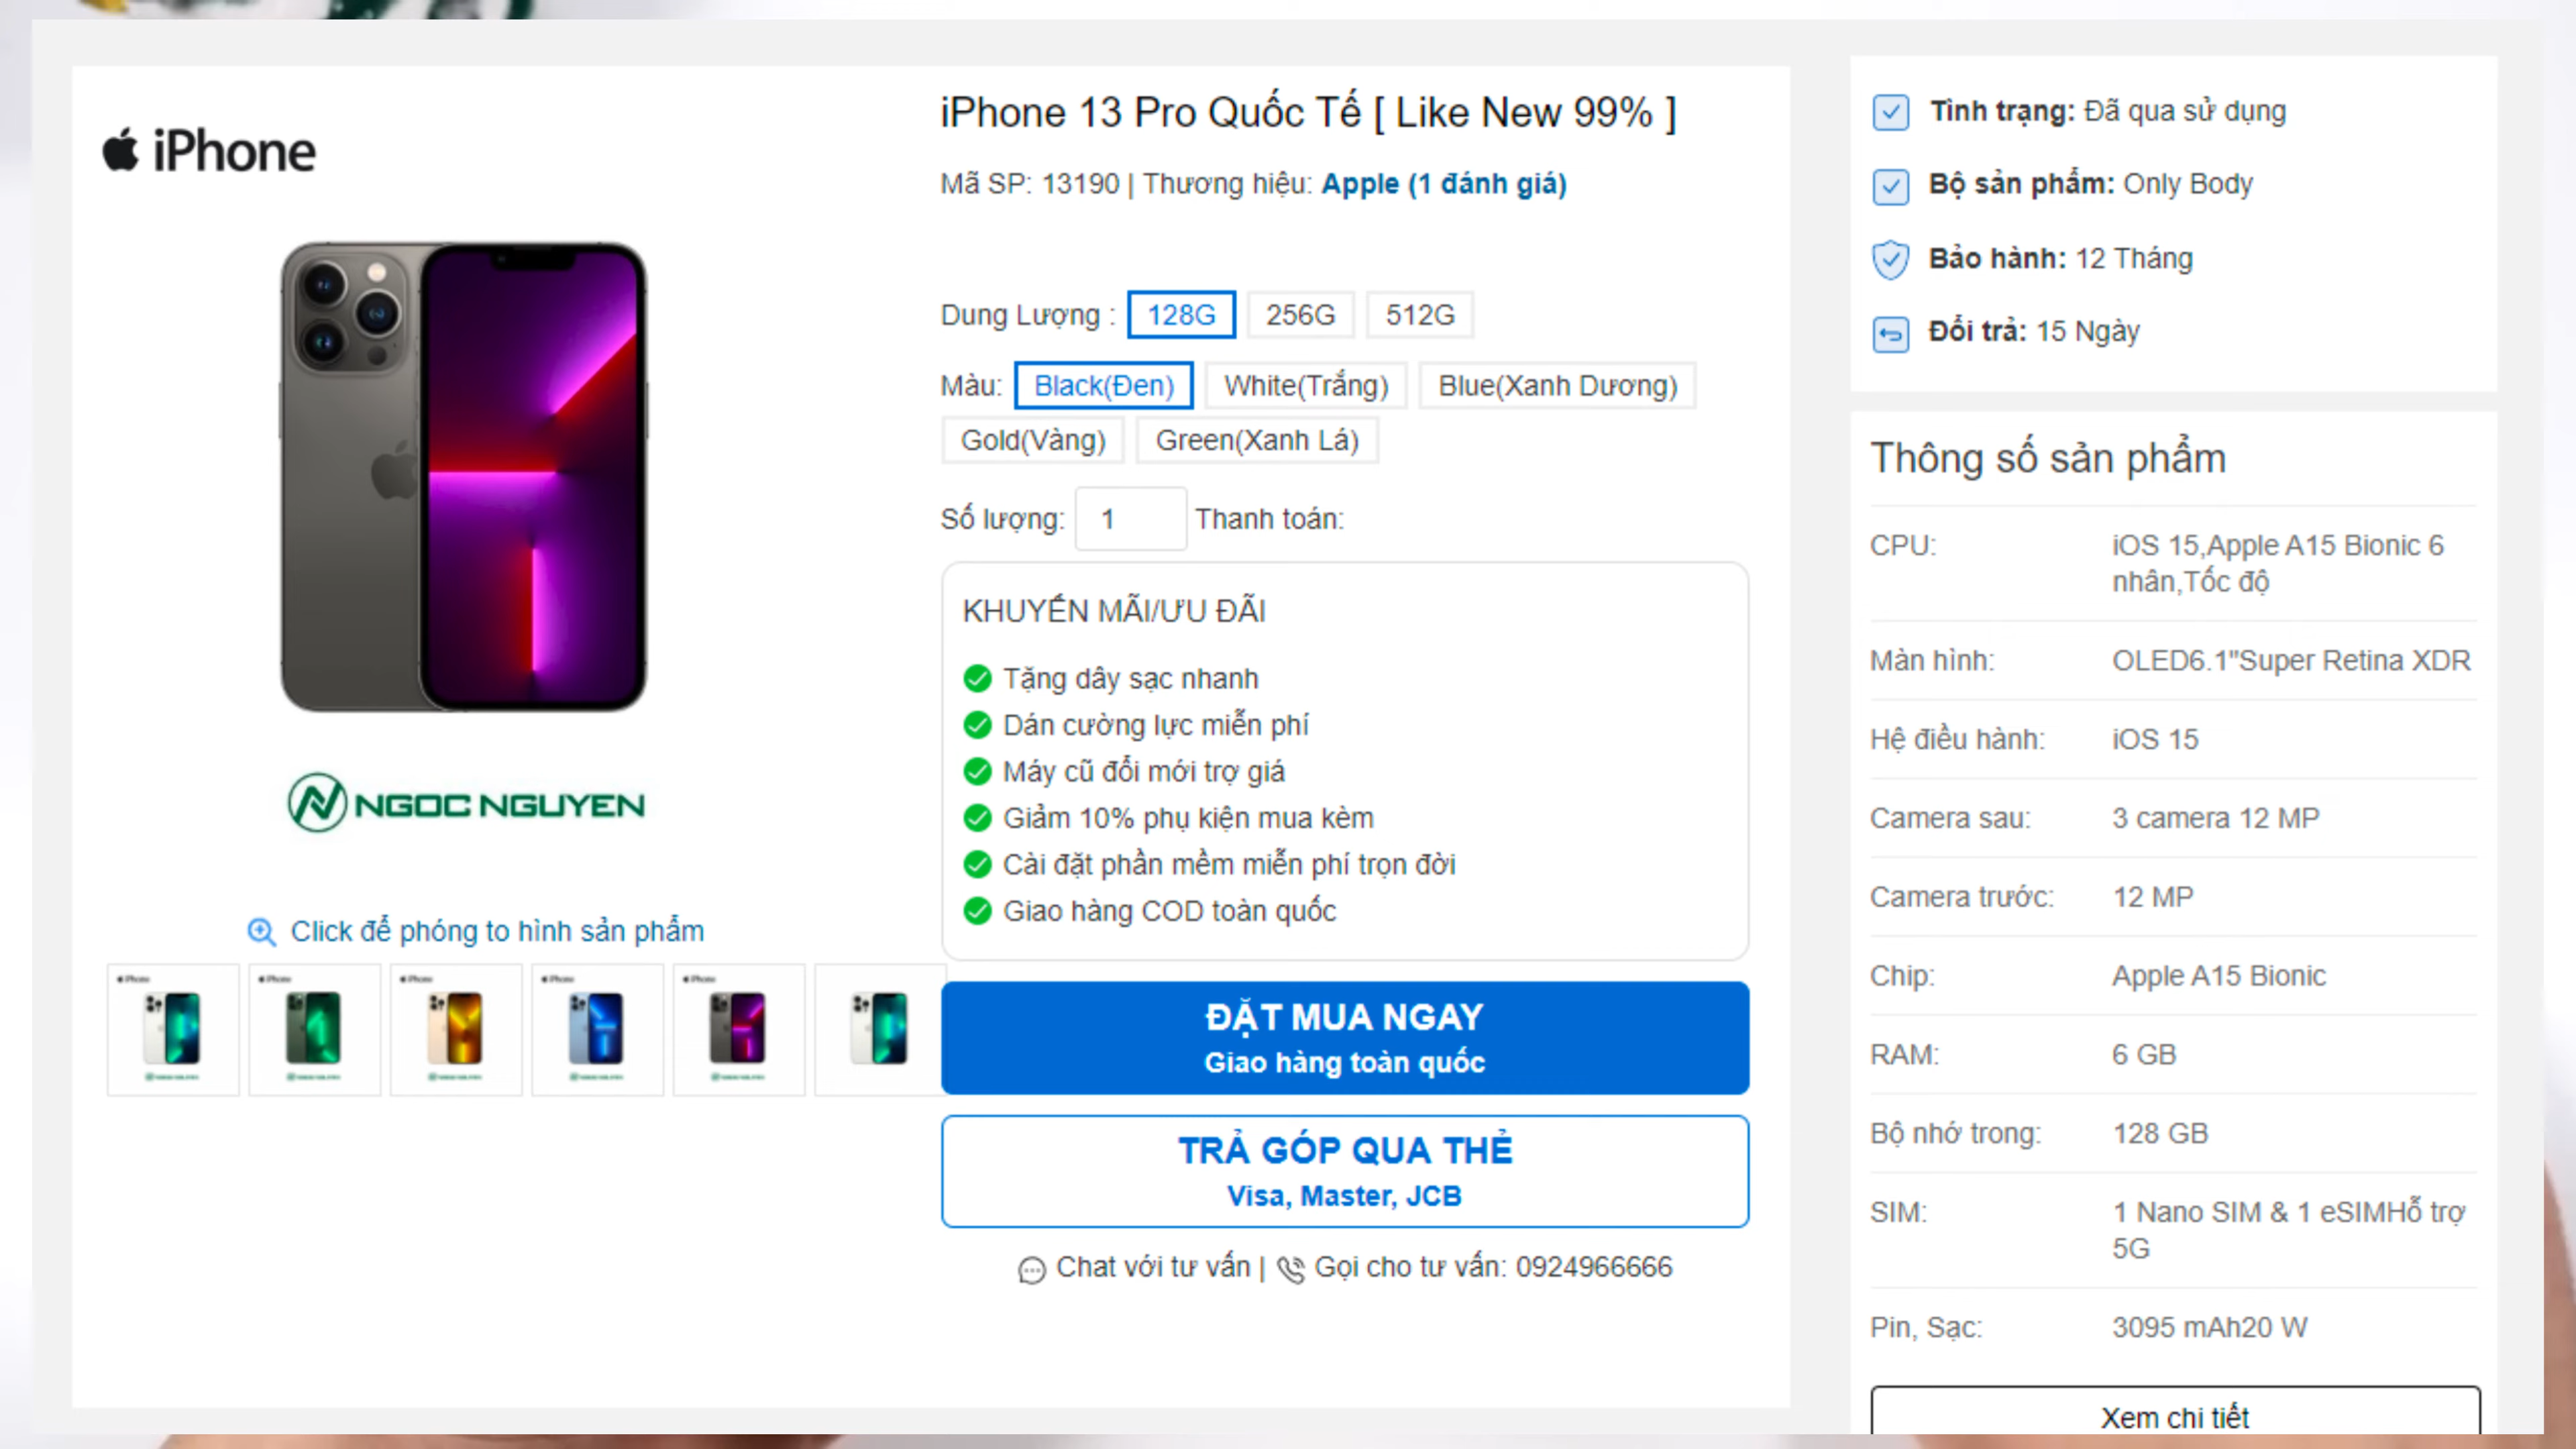 iPhone
NGOC NGUYEN
Click để phóng to hình sản phẩm
iPhone 13 Pro Quốc Tế [ Like New 99% ]
Mã SP: 13190 | Thương hiệu: Apple (1 đánh giá)
Dung Lượng : 128G 256G 512G
Màu: Black(Đen) White(Trắng) Blue(Xanh Dương)
Gold(Vàng) Green(Xanh Lá)
Số lượng: 1 Thanh toán:
KHUYẾN MÃI/ƯU ĐÃI
Tặng dây sạc nhanh
Dán cường lực miễn phí
Máy cũ đổi mới trợ giá
Giảm 10% phụ kiện mua kèm
Cài đặt phần mềm miễn phí trọn đời
Giao hàng COD toàn quốc
ĐẶT MUA NGAY
Giao hàng toàn quốc
TRẢ GÓP QUA THẺ
Visa, Master, JCB
Chat với tư vấn | Gọi cho tư vấn: 0924966666
Tình trạng: Đã qua sử dụng
Bộ sản phẩm: Only Body
Bảo hành: 12 Tháng
Đổi trả: 15 Ngày
Thông số sản phẩm
CPU: iOS 15,Apple A15 Bionic 6
nhân,Tốc độ
Màn hình: OLED6.1"Super Retina XDR
Hệ điều hành: iOS 15
Camera sau: 3 camera 12 MP
Camera trước: 12 MP
Chip: Apple A15 Bionic
RAM: 6 GB
Bộ nhớ trong: 128 GB
SIM: 1 Nano SIM & 1 eSIMHỗ trợ
5G
Pin, Sạc: 3095 mAh20 W
Xem chi tiết